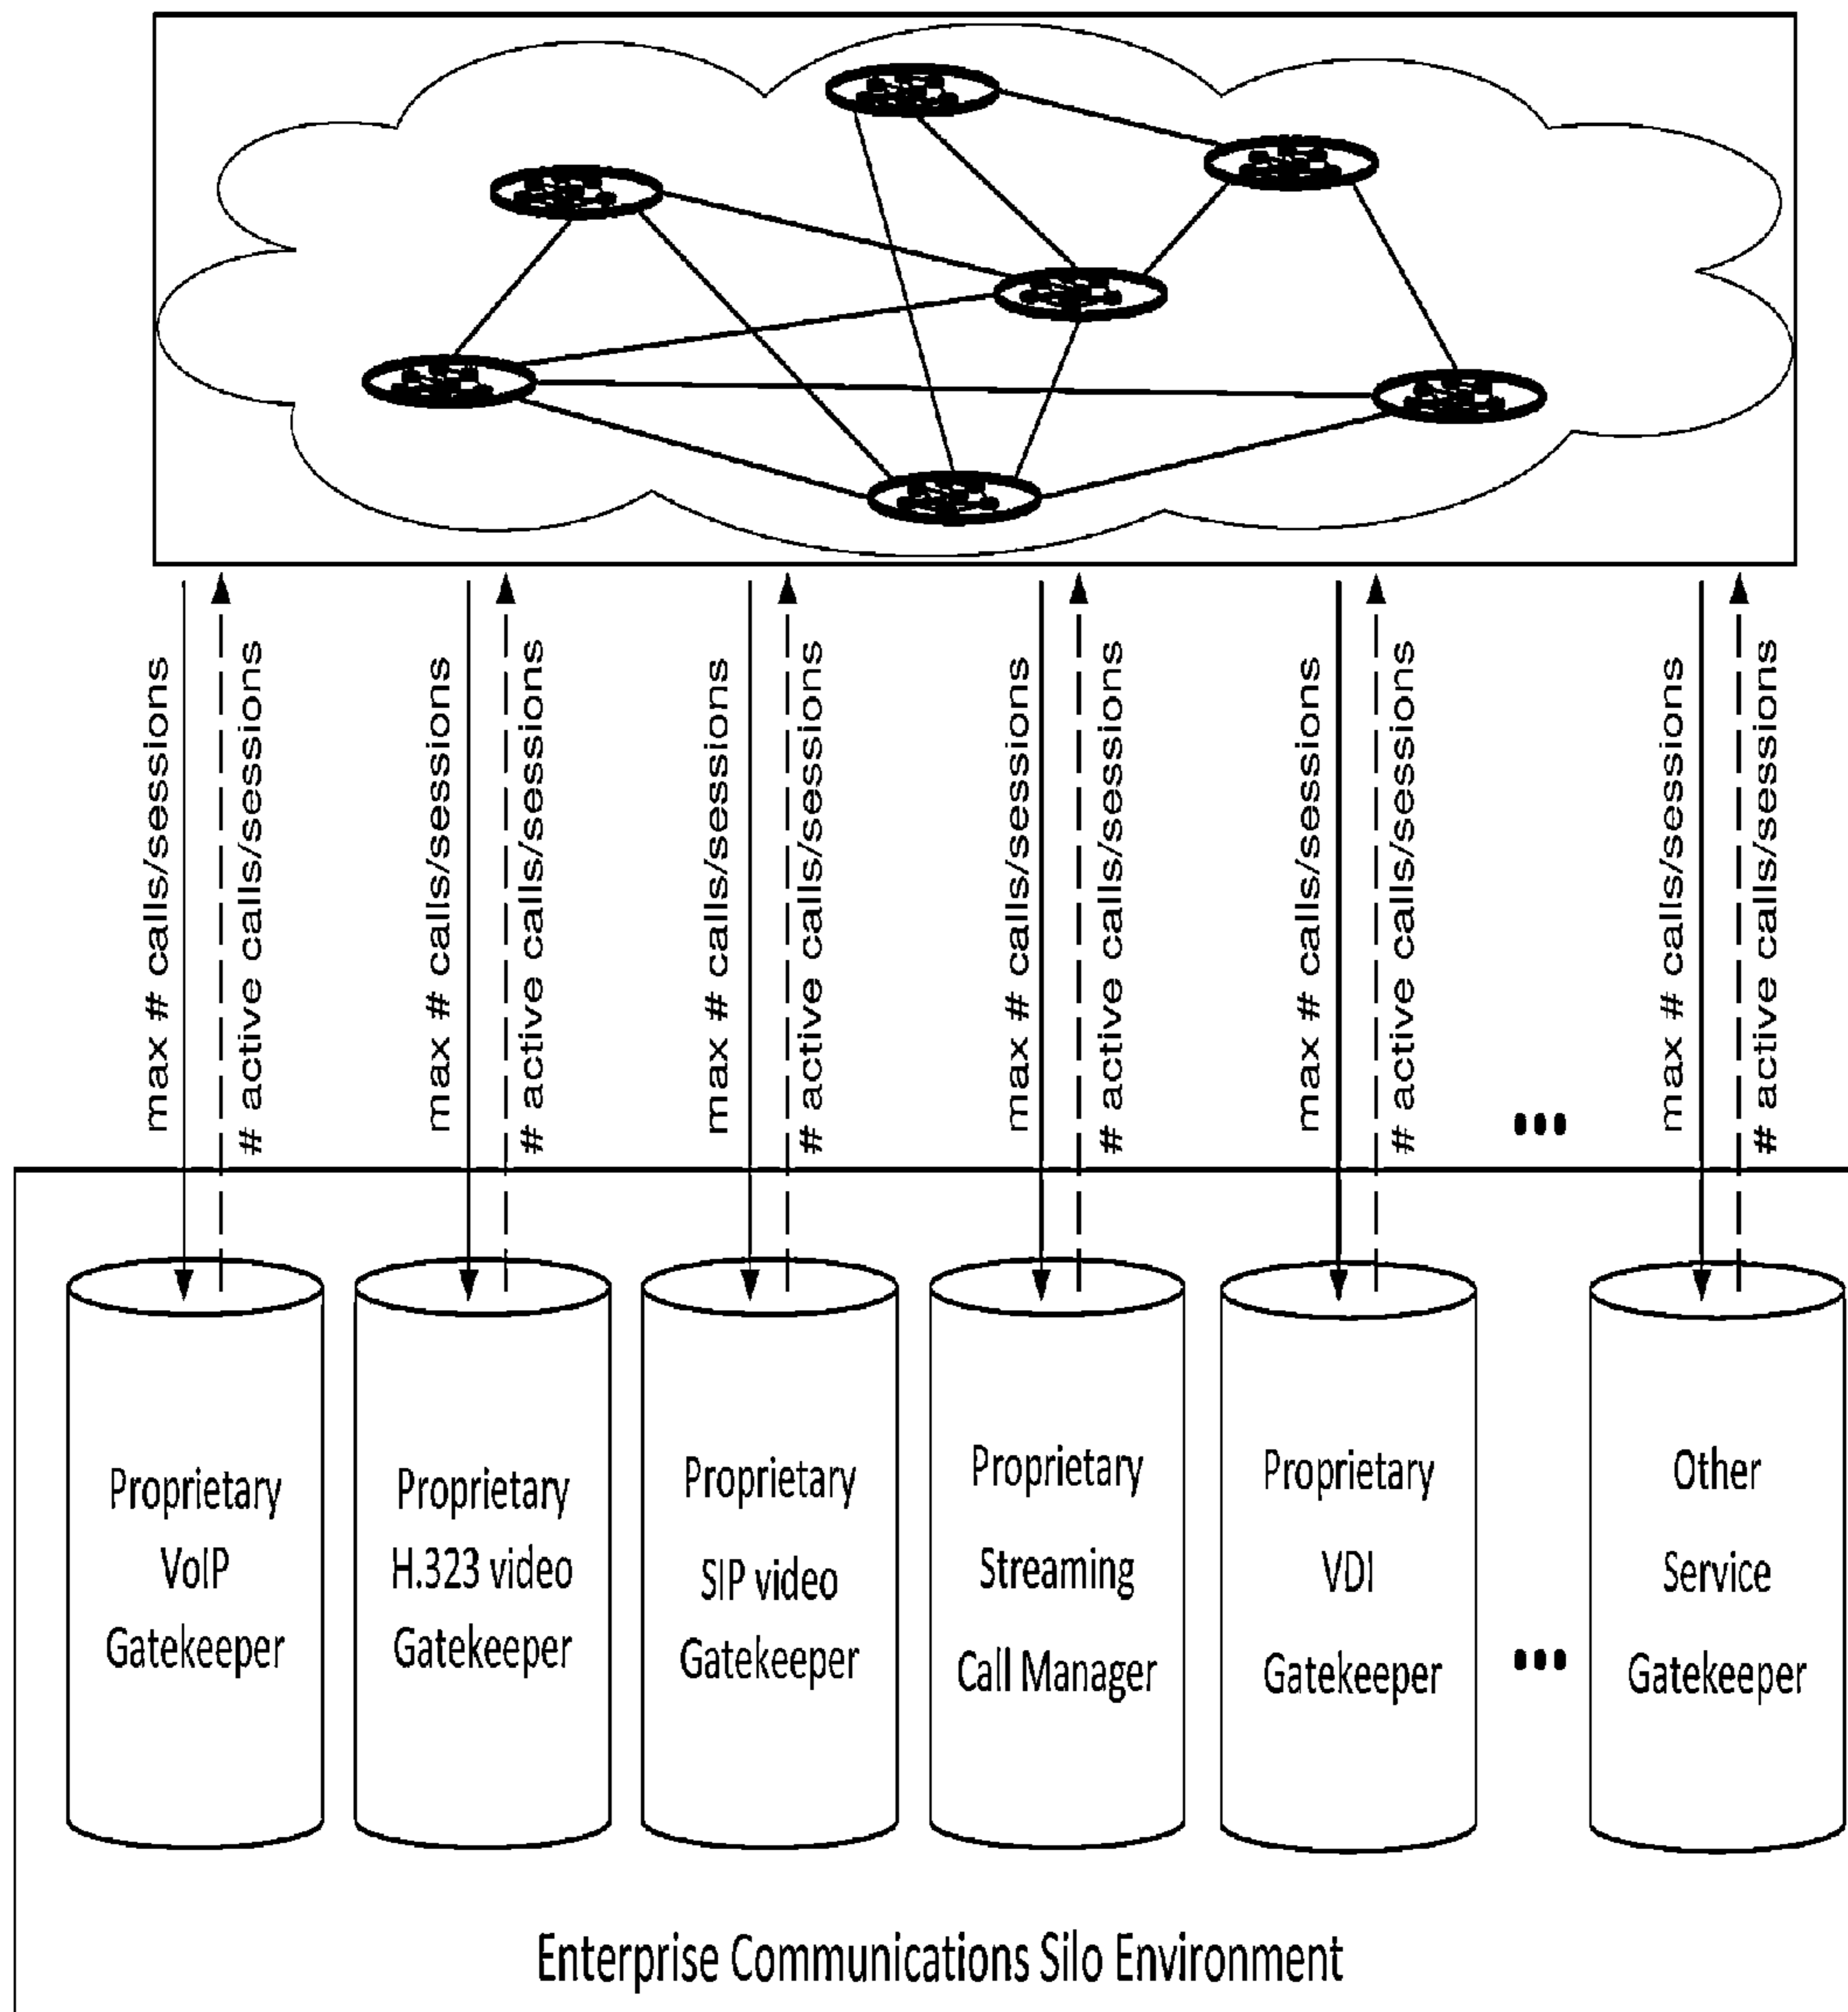 max # calls/sessions
# active calls/sessions
max # calls/sessions
# active calls/sessions
max # calls/sessions
# active calls/sessions
max # calls/sessions
# active calls/sessions
max # calls/sessions
# active calls/sessions
...
max # calls/sessions
# active calls/sessions
Proprietary
VoIP
Gatekeeper
Proprietary
H.323 video
Gatekeeper
Proprietary
SIP video
Gatekeeper
Proprietary
Streaming
Call Manager
Proprietary
VDI
Gatekeeper
...
Other
Service
Gatekeeper
Enterprise Communications Silo Environment